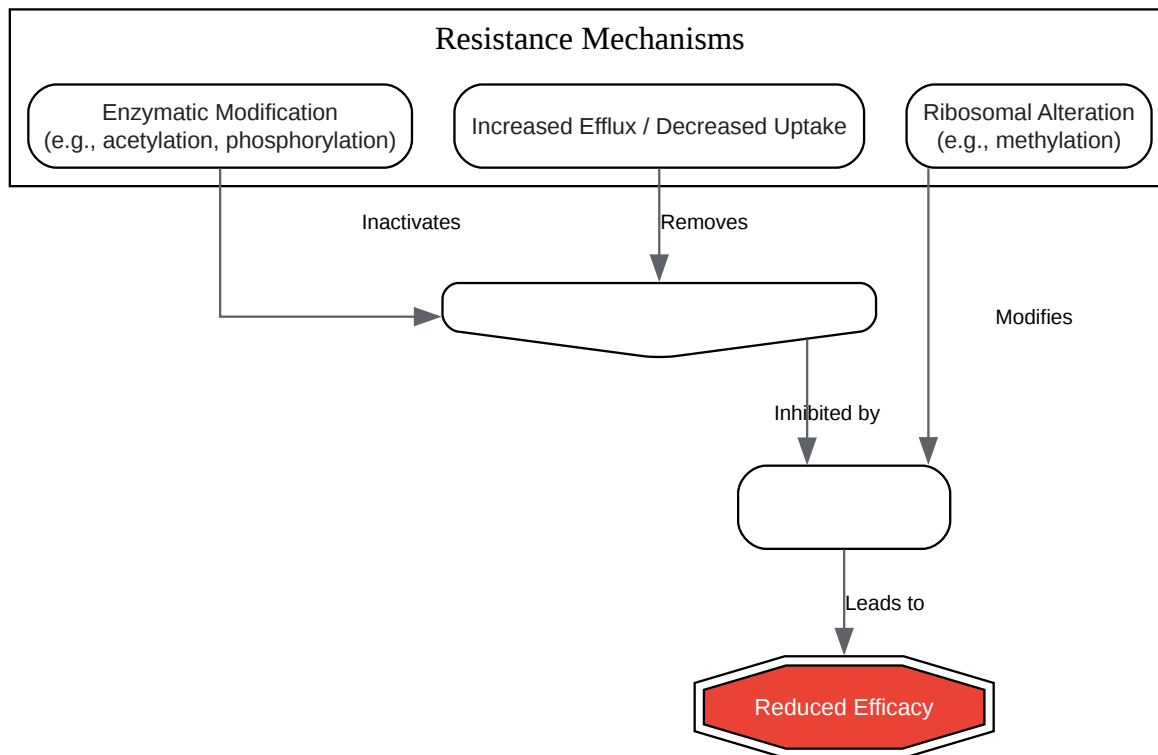 Resistance Mechanisms
Enzymatic Modification
(e.g., acetylation, phosphorylation)
Increased Efflux / Decreased Uptake
Ribosomal Alteration
(e.g., methylation)
Inactivates
Removes
Modifies
Inhibited by
Leads to
Reduced Efficacy